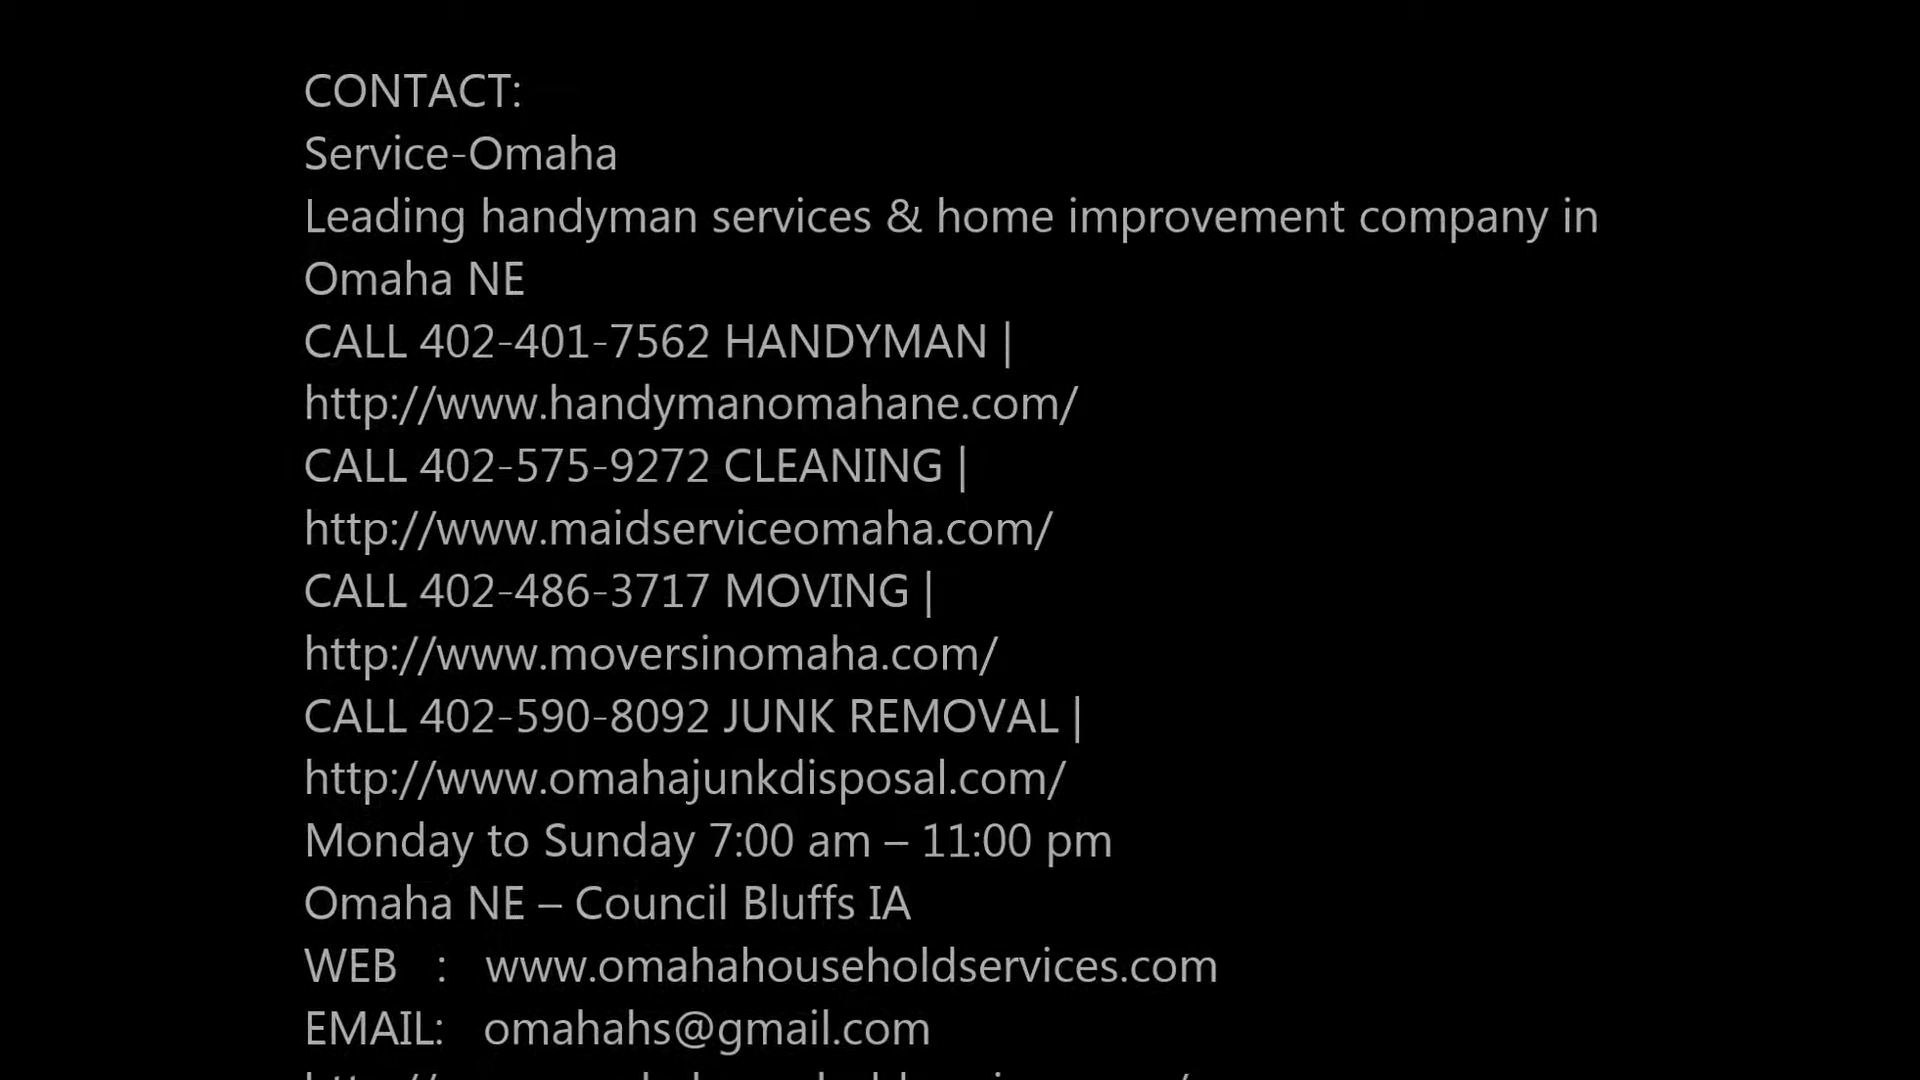 CONTACT:
Service-Omaha
Leading handyman services & home improvement company in
Omaha NE
CALL 402-401-7562 HANDYMAN |
http://www.handymanomahane.com/
CALL 402-575-9272 CLEANING |
http://www.maidserviceomaha.com/
CALL 402-486-3717 MOVING |
http://www.moversinomaha.com/
CALL 402-590-8092 JUNK REMOVAL |
http://www.omahajunkdisposal.com/
Monday to Sunday 7:00 am – 11:00 pm
Omaha NE – Council Bluffs IA
WEB : www.omahahouseholdservices.com
EMAIL: omahahs@gmail.com